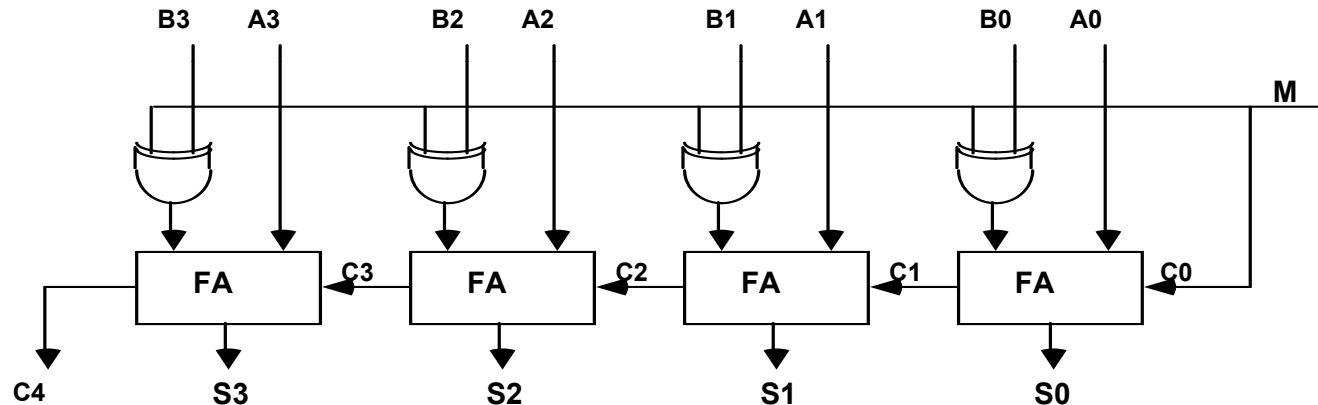 B3 A3 B2 A2 B1 A1 B0 A0
M
FA C3 FA C2 FA C1 FA C0
C4 S3 S2 S1 S0